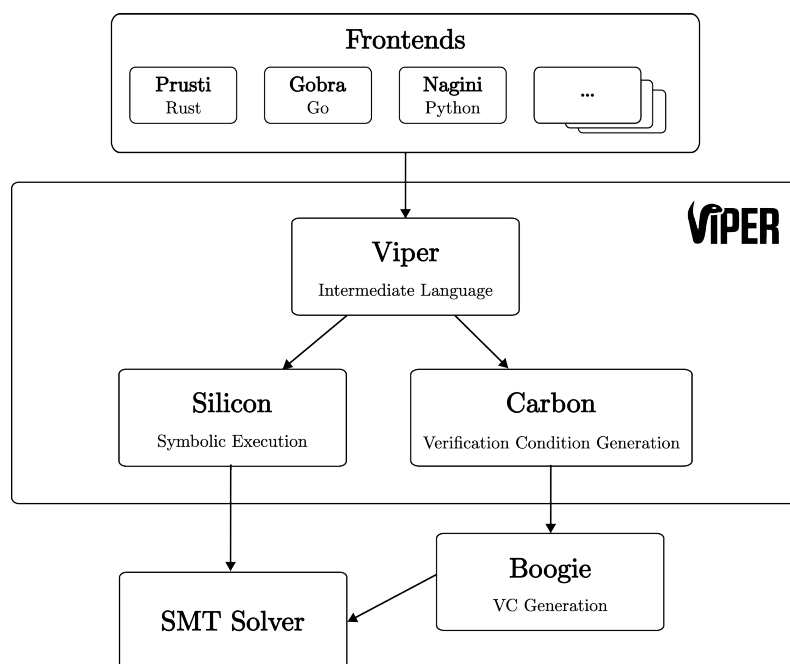 Frontends
Prusti
Rust
Gobra
Go
Nagini
Python
...
VIPER
Viper
Intermediate Language
Silicon
Symbolic Execution
Carbon
Verification Condition Generation
Boogie
VC Generation
SMT Solver